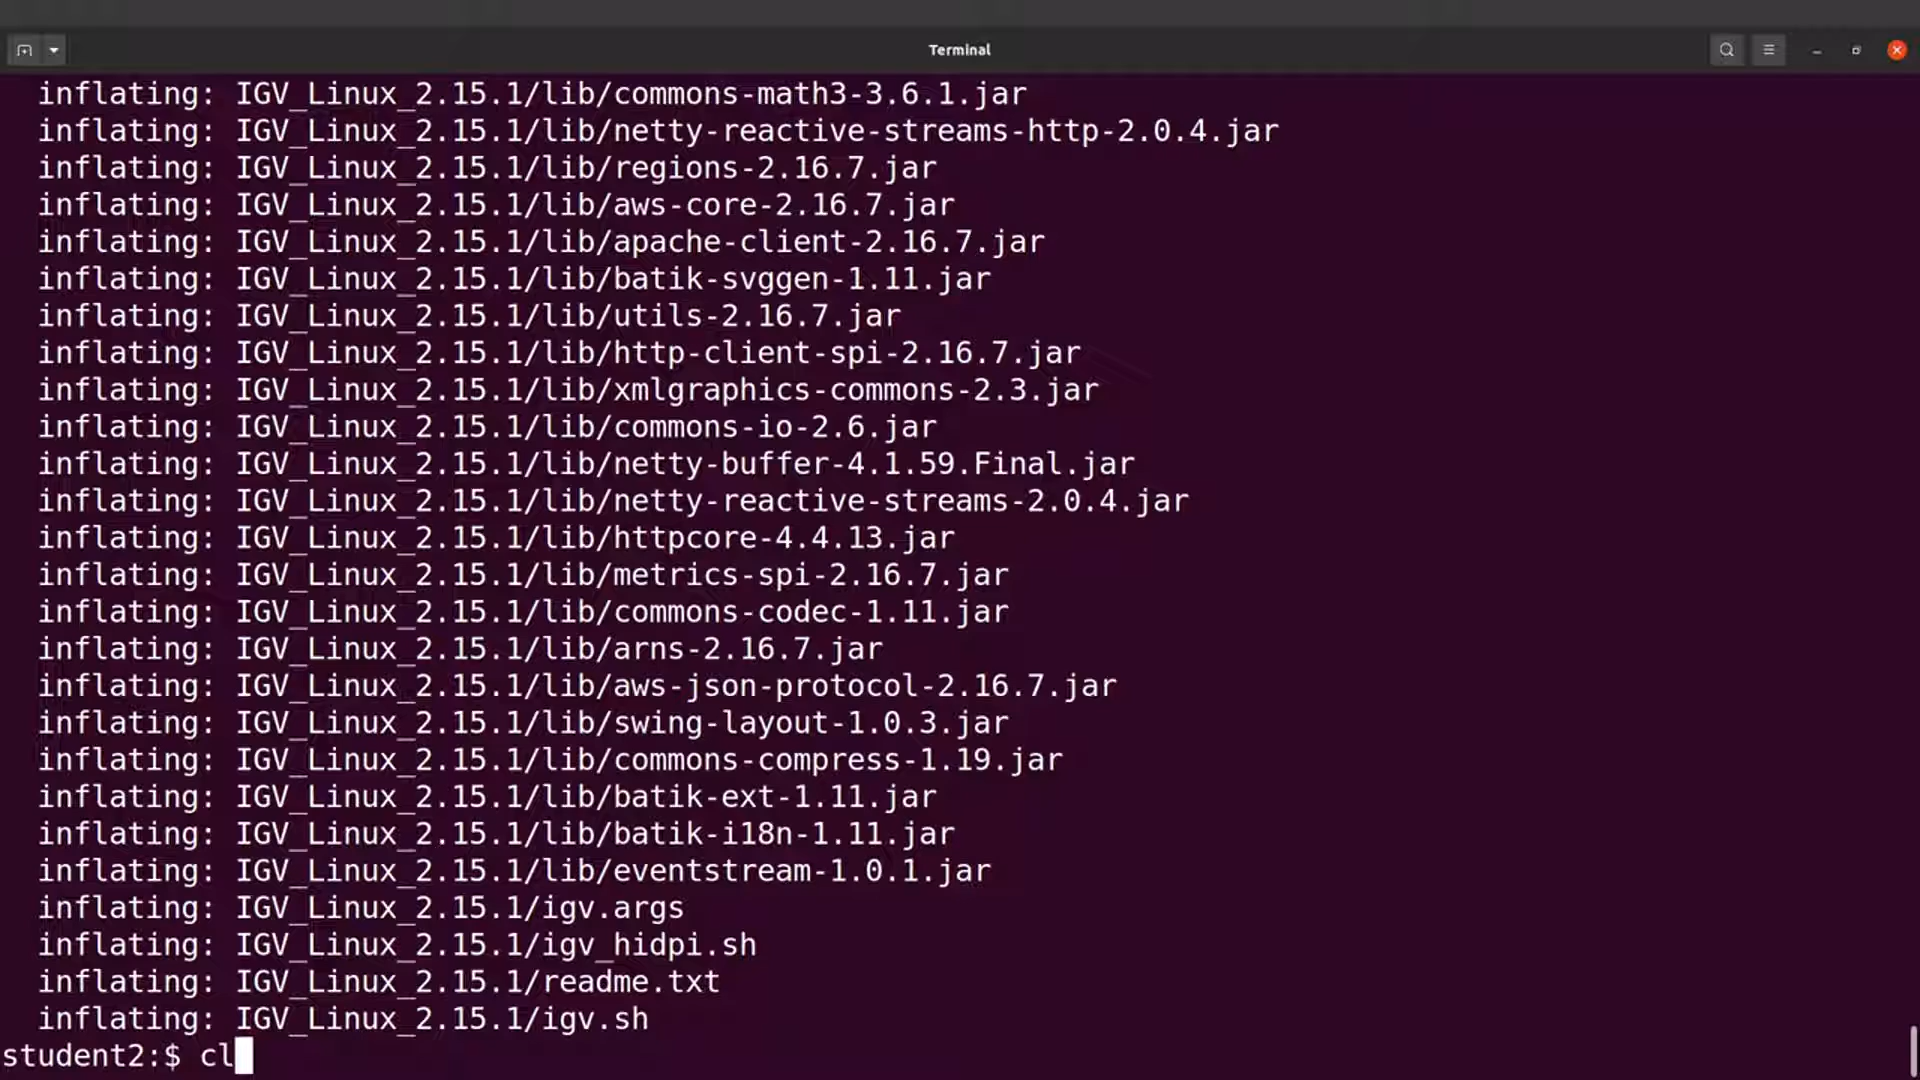 Terminal
inflating: IGV_Linux_2.15.1/lib/commons-math3-3.6.1.jar
inflating: IGV_Linux_2.15.1/lib/netty-reactive-streams-http-2.0.4.jar
inflating: IGV_Linux_2.15.1/lib/regions-2.16.7.jar
inflating: IGV_Linux_2.15.1/lib/aws-core-2.16.7.jar
inflating: IGV_Linux_2.15.1/lib/apache-client-2.16.7.jar
inflating: IGV_Linux_2.15.1/lib/batik-svggen-1.11.jar
inflating: IGV_Linux_2.15.1/lib/utils-2.16.7.jar
inflating: IGV_Linux_2.15.1/lib/http-client-spi-2.16.7.jar
inflating: IGV_Linux_2.15.1/lib/xmlgraphics-commons-2.3.jar
inflating: IGV_Linux_2.15.1/lib/commons-io-2.6.jar
inflating: IGV_Linux_2.15.1/lib/netty-buffer-4.1.59.Final.jar
inflating: IGV_Linux_2.15.1/lib/netty-reactive-streams-2.0.4.jar
inflating: IGV_Linux_2.15.1/lib/httpcore-4.4.13.jar
inflating: IGV_Linux_2.15.1/lib/metrics-spi-2.16.7.jar
inflating: IGV_Linux_2.15.1/lib/commons-codec-1.11.jar
inflating: IGV_Linux_2.15.1/lib/arns-2.16.7.jar
inflating: IGV_Linux_2.15.1/lib/aws-json-protocol-2.16.7.jar
inflating: IGV_Linux_2.15.1/lib/swing-layout-1.0.3.jar
inflating: IGV_Linux_2.15.1/lib/commons-compress-1.19.jar
inflating: IGV_Linux_2.15.1/lib/batik-ext-1.11.jar
inflating: IGV_Linux_2.15.1/lib/batik-i18n-1.11.jar
inflating: IGV_Linux_2.15.1/lib/eventstream-1.0.1.jar
inflating: IGV_Linux_2.15.1/igv.args
inflating: IGV_Linux_2.15.1/igv_hidpi.sh
inflating: IGV_Linux_2.15.1/readme.txt
inflating: IGV_Linux_2.15.1/igv.sh
student2:$ cl